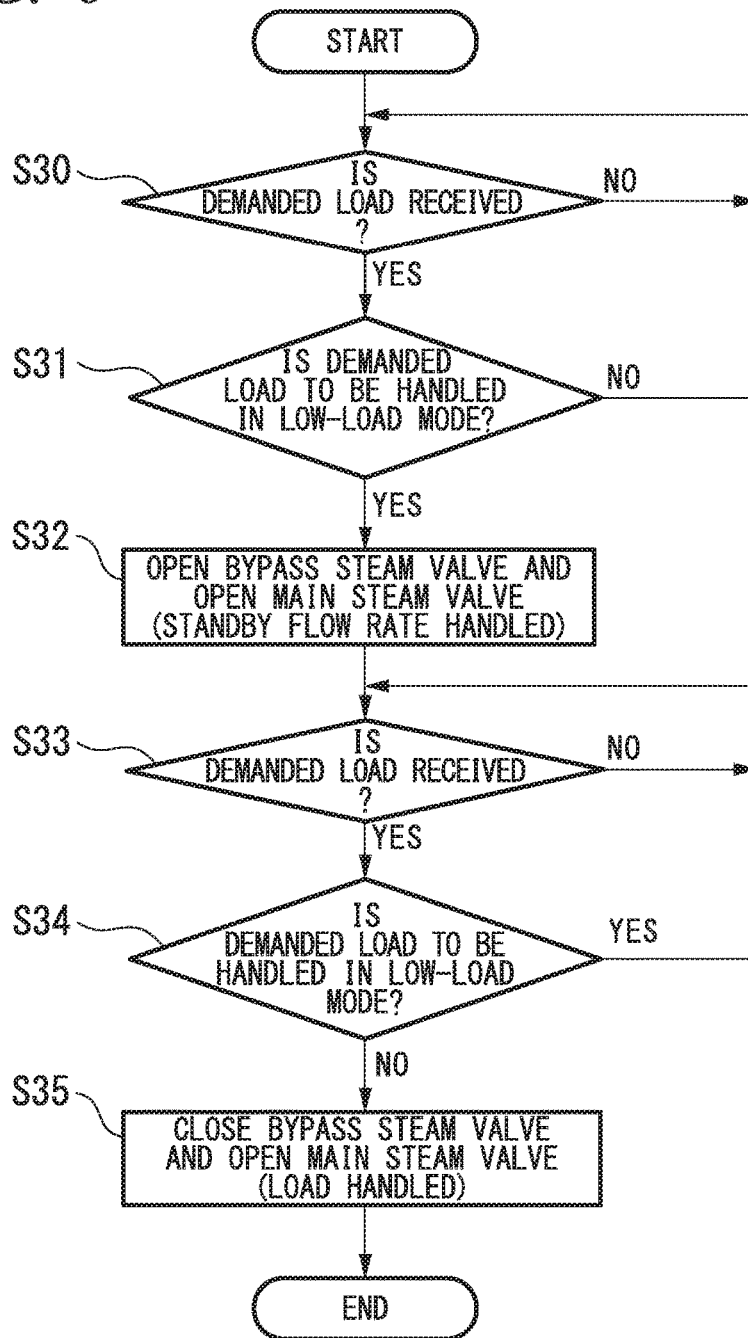 START
S30
IS
DEMANDED LOAD RECEIVED
?
NO
YES
S31
IS DEMANDED
LOAD TO BE HANDLED
IN LOW-LOAD MODE?
NO
YES
S32
OPEN BYPASS STEAM VALVE AND
OPEN MAIN STEAM VALVE
(STANDBY FLOW RATE HANDLED)
S33
IS
DEMANDED LOAD RECEIVED
?
NO
YES
S34
IS
DEMANDED LOAD TO BE
HANDLED IN LOW-LOAD
MODE?
YES
NO
S35
CLOSE BYPASS STEAM VALVE
AND OPEN MAIN STEAM VALVE
(LOAD HANDLED)
END